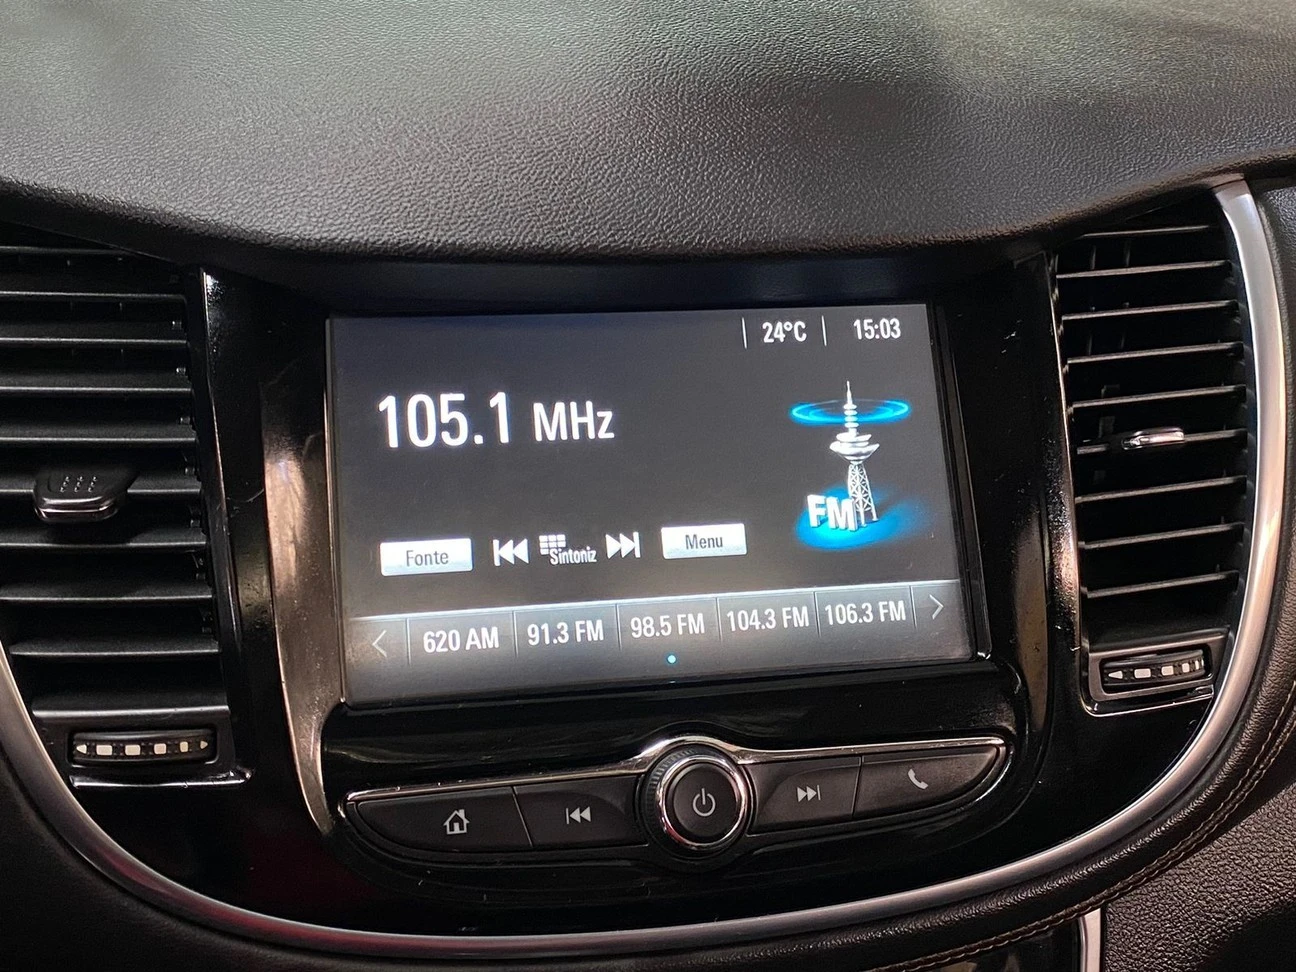 24°C 15:03
105.1 MHz
FM
Fonte Sintoniz Menu
620 AM 91.3 FM 98.5 FM 104.3 FM 106.3 FM